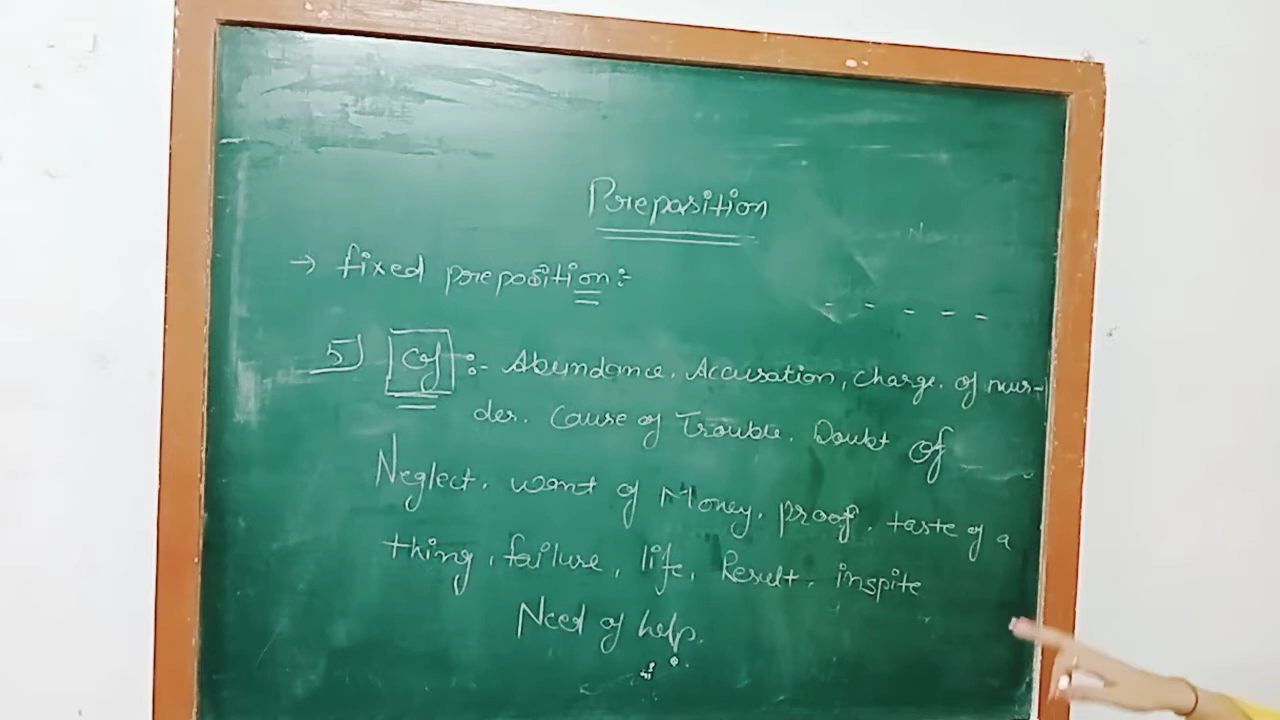 Preposition
→ fixed preposition:-
5) of :- Abundance, Accusation, Charge. of mur-
der. Cause of Trouble. Doubt of
Neglect. want of Money. proof. taste of a
thing, failure, life, Result. inspite
Need of help.